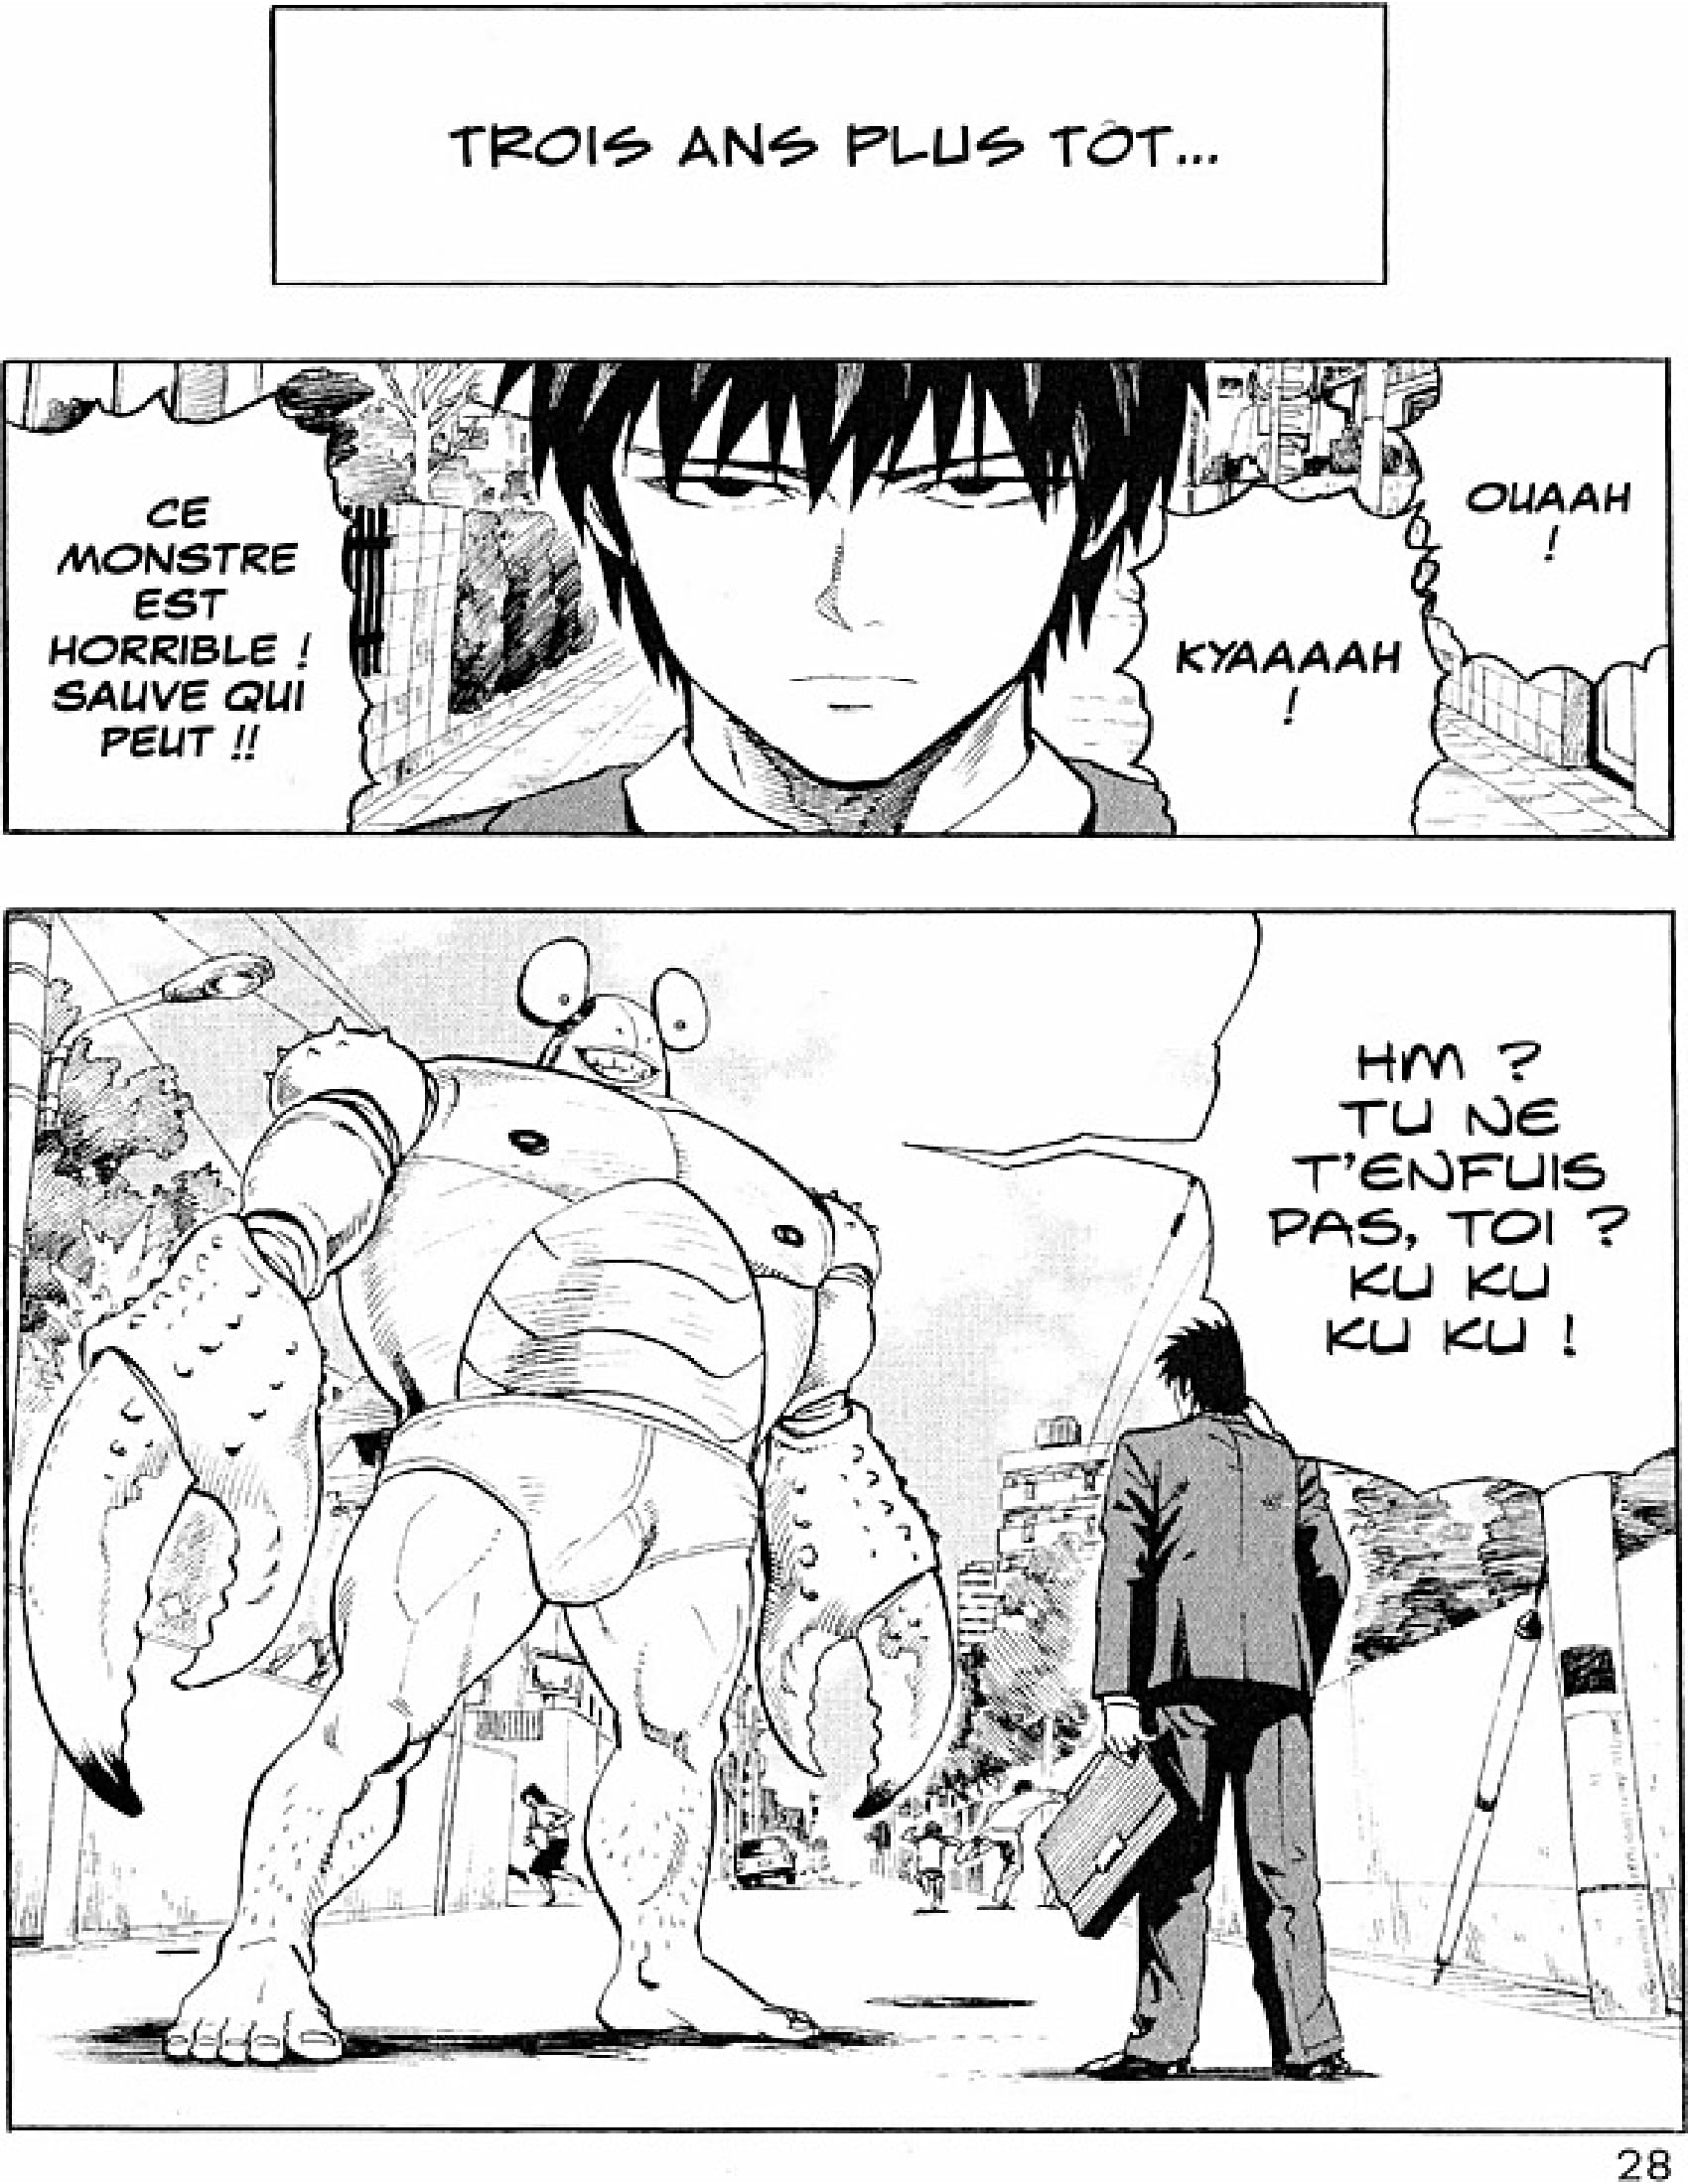 TROIS ANS PLUS TÔT...
OUAAH
!
KYAAAAH
!
CE
MONSTRE
EST
HORRIBLE !
SAUVE QUI
PEUT !!
HM ?
TU NE
T'ENFUIS
PAS, TOI ?
KU KU
KU KU !
28